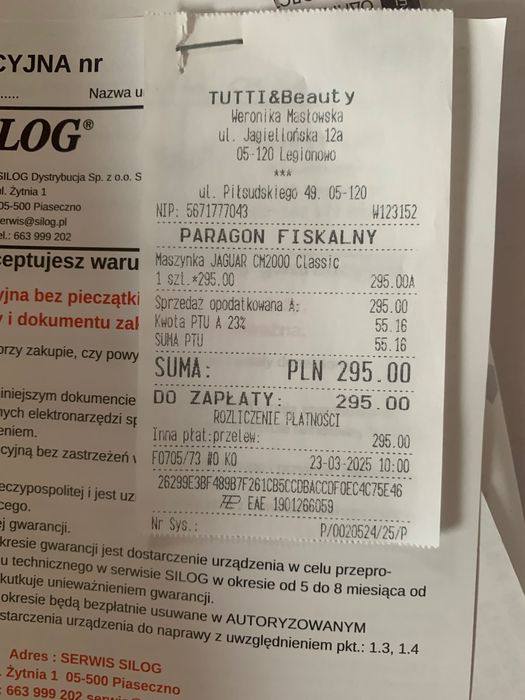 CYJNA nr
Nazwa u
LOG®
SILOG Dystrybucja Sp. z o.o. S
ul. Żytnia 1
05-500 Piaseczno
serwis@silog.pl
tel.: 663 999 202
ceptujesz waru
yjna bez pieczątki
y i dokumentu zak
przy zakupie, czy powy
niniejszym dokumencie
nych elektronarzędzi sp
eniem.
cyjną bez zastrzeżeń w
eczypospolitej i jest uz
cego.
ej gwarancji.
kresie gwarancji jest dostarczenie urządzenia w celu przepro-
u technicznego w serwisie SILOG w okresie od 5 do 8 miesiąca od
kutkuje unieważnieniem gwarancji.
okresie będą bezpłatnie usuwane w AUTORYZOWANYM
starczenia urządzenia do naprawy z uwzględnieniem pkt.: 1.3, 1.4
Adres : SERWIS SILOG
. Żytnia 1 05-500 Piaseczno
: 663 999 202
TUTTI&Beauty
Weronika Masłowska
ul. Jagiellońska 12a
05-120 Legionowo
***
ul. Piłsudskiego 49. 05-120
NIP: 5671777043 W123152
PARAGON FISKALNY
Maszynka JAGUAR CM2000 Classic
1 szt.*295.00 295.00A
Sprzedaż opodatkowana A: 295.00
Kwota PTU A 23% 55.16
SUMA PTU 55.16
SUMA: PLN 295.00
DO ZAPŁATY: 295.00
ROZLICZENIE PŁATNOŚCI
Inna płat:przelew: 295.00
F0705/73 #0 KO 23-03-2025 10:00
26299E3BF489B7F261CB5CCDBACCDF0EC4C75E46
EAE 1901266059
Nr Sys.: P/0020524/25/P